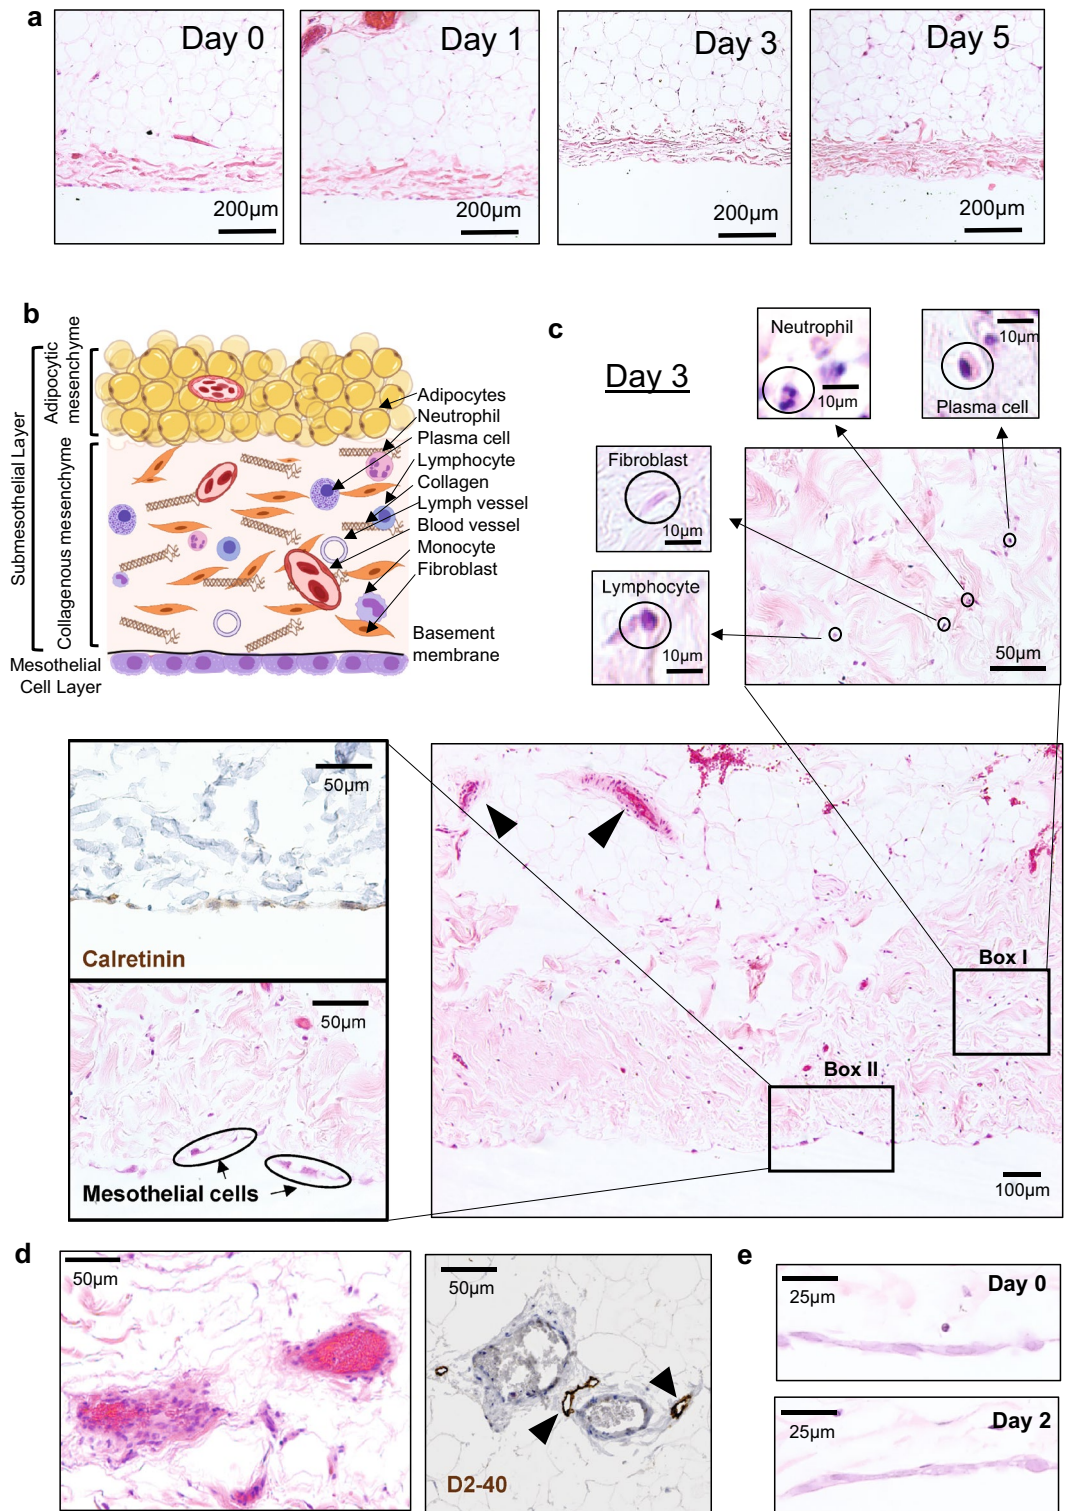 a
Day 0
Day 1
Day 3
Day 5
200µm
200µm
200µm
200µm
b
Submesothelial Layer
Adipocytic
mesenchyme
Collagenous mesenchyme
Adipocytes
Neutrophil
Plasma cell
Lymphocyte
Collagen
Lymph vessel
Blood vessel
Monocyte
Fibroblast
Basement
membrane
Mesothelial
Cell Layer
c
Day 3
Neutrophil
10µm
10µm
Plasma cell
Fibroblast
10µm
Lymphocyte
10µm
50µm
50µm
Calretinin
50µm
Mesothelial cells
Box I
Box II
100µm
d
50µm
50µm
D2-40
e
Day 0
25µm
Day 2
25µm